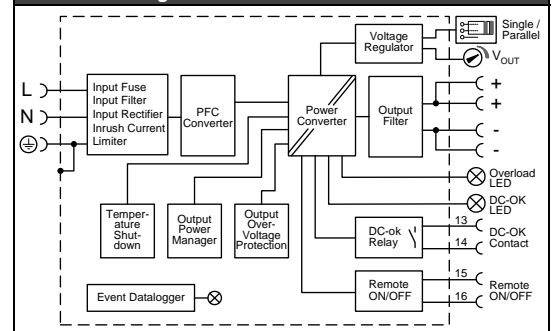 Voltage
Regulator
Single /
Parallel
VOUT
L
N
Input Fuse
Input Filter
Input Rectifier
Inrush Current
Limiter
PFC
Converter
Power
Converter
Output
Filter
+
+
-
-
Overload
LED
DC-OK
LED
Temper-
ature
Shut-
down
Output
Power
Manager
Output
Over-
Voltage
Protection
DC-ok
Relay
13
14
DC-OK
Contact
Event Datalogger
Remote
ON/OFF
15
16
Remote
ON/OFF